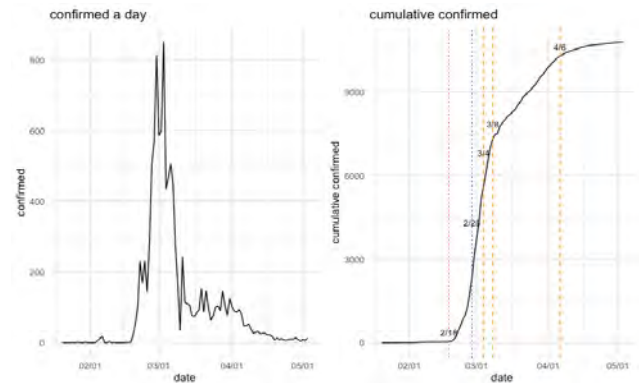 confirmed a day
800
600
400
200
0
confirmed
02/01 03/01 04/01 05/01
date
cumulative confirmed
9000
6000
3000
0
cumulative confirmed
4/6
3/8
3/4
2/18
02/01 03/01 04/01 05/01
date